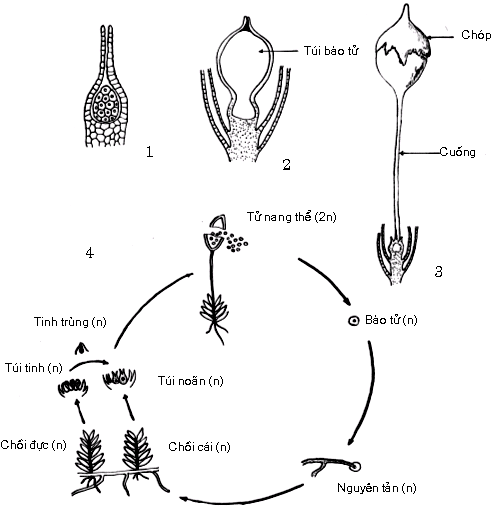 Chóp
Túi bào tử
1
2
Cuống
3
Tử nang thể (2n)
4
Tinh trùng (n)
Bào tử (n)
Túi tinh (n)
Túi noãn (n)
Chồi đực (n)
Chồi cái (n)
Nguyên tản (n)